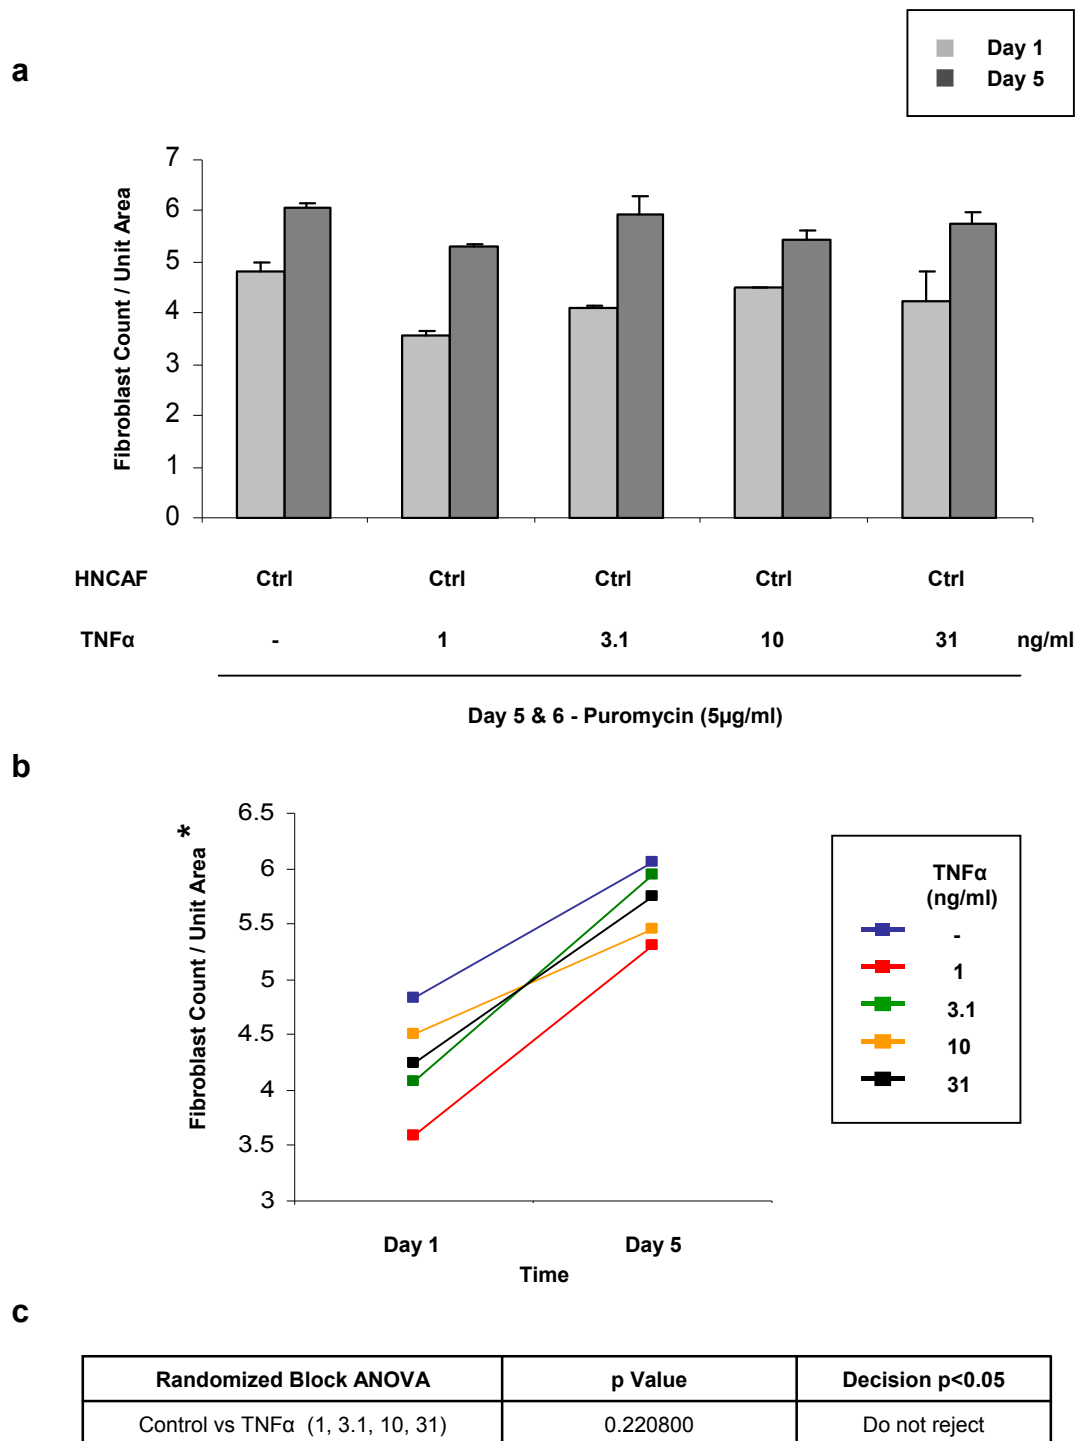 Day 1
Day 5
a
7
6
5
4
3
2
1
0
Fibroblast Count / Unit Area
HNCAF Ctrl Ctrl Ctrl Ctrl Ctrl
TNFα - 1 3.1 10 31 ng/ml
Day 5 & 6 - Puromycin (5µg/ml)
b
6.5
6
5.5
5
4.5
4
3.5
3
Fibroblast Count / Unit Area *
Day 1 Day 5
Time
TNFα
(ng/ml)
-
1
3.1
10
31
c
Randomized Block ANOVA p Value Decision p<0.05
Control vs TNFα (1, 3.1, 10, 31) 0.220800 Do not reject